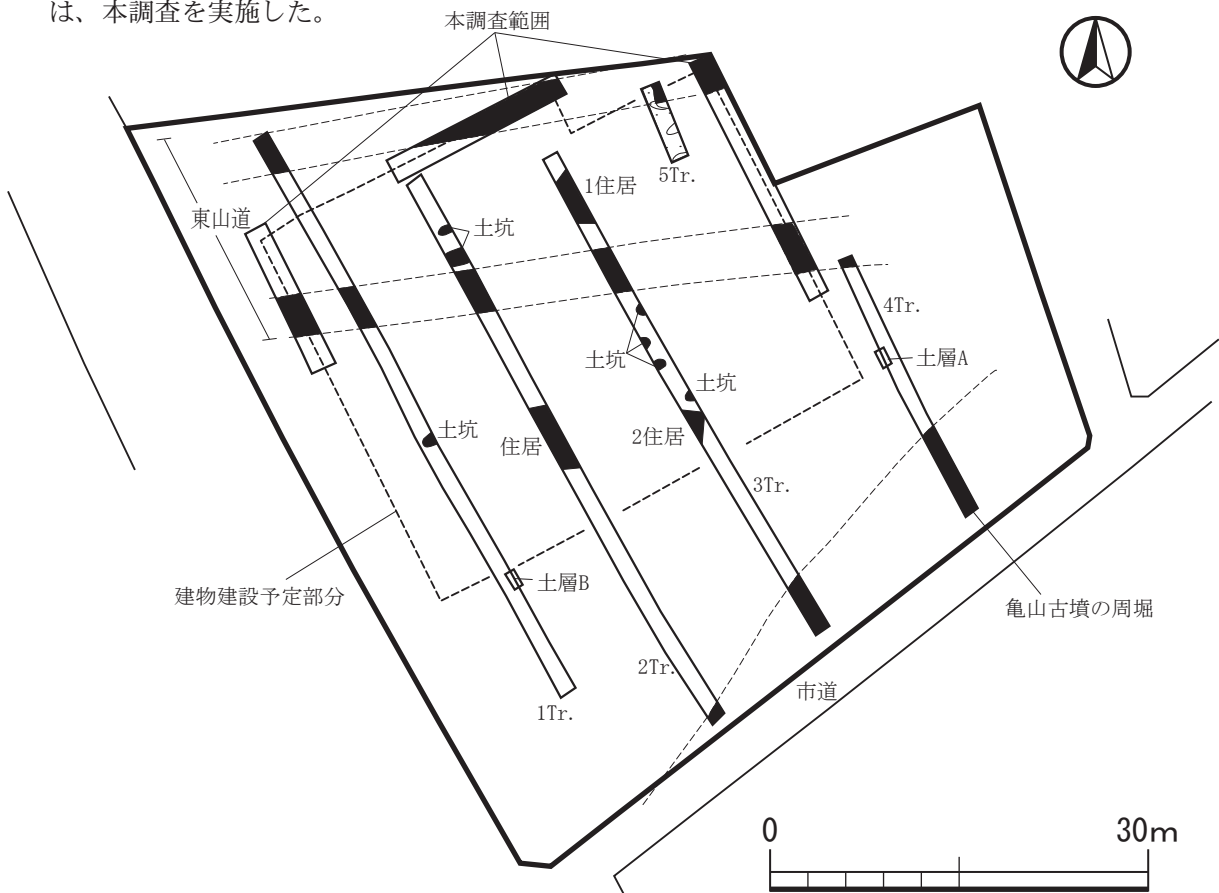 は、本調査を実施した。
本調査範囲
東山道
1住居
5Tr.
土坑
4Tr.
土層A
土坑
土坑
土坑
住居
2住居
3Tr.
土層B
建物建設予定部分
亀山古墳の周堀
2Tr.
市道
1Tr.
0 30m